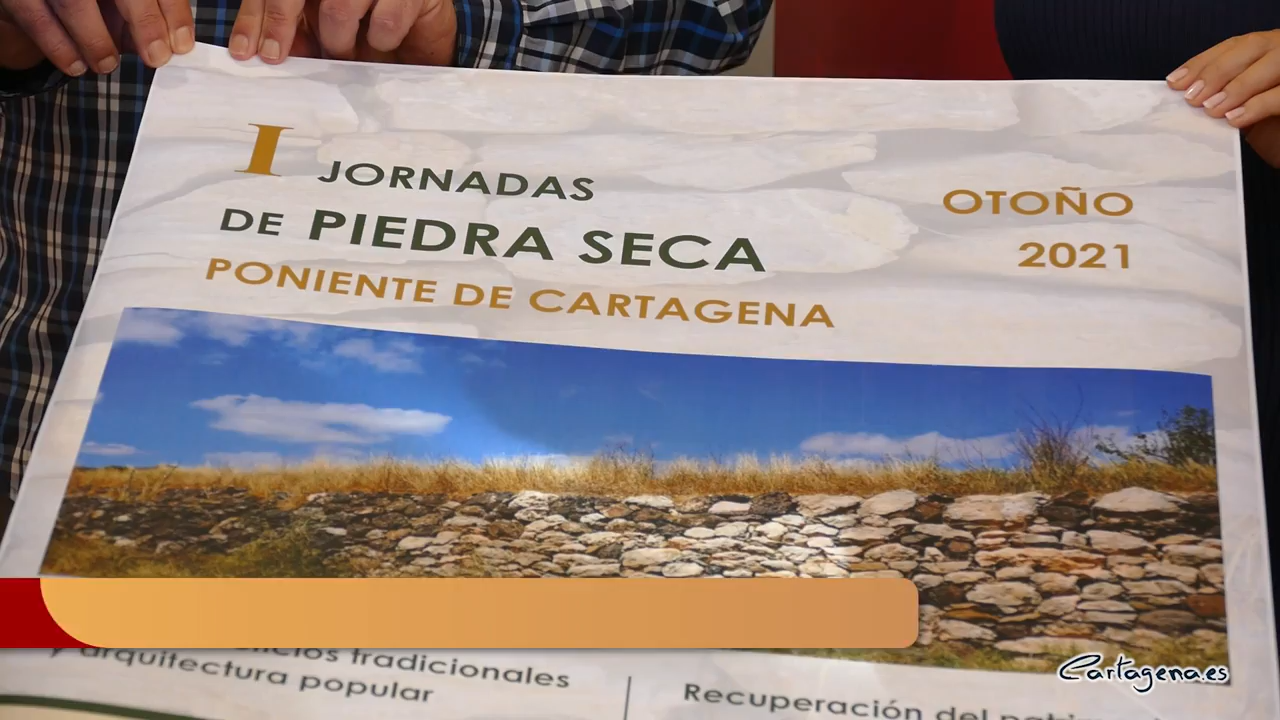 I JORNADAS
DE PIEDRA SECA
PONIENTE DE CARTAGENA
OTOÑO
2021
tradicionales
y arquitectura popular
Recuperación del
Cartagena.es